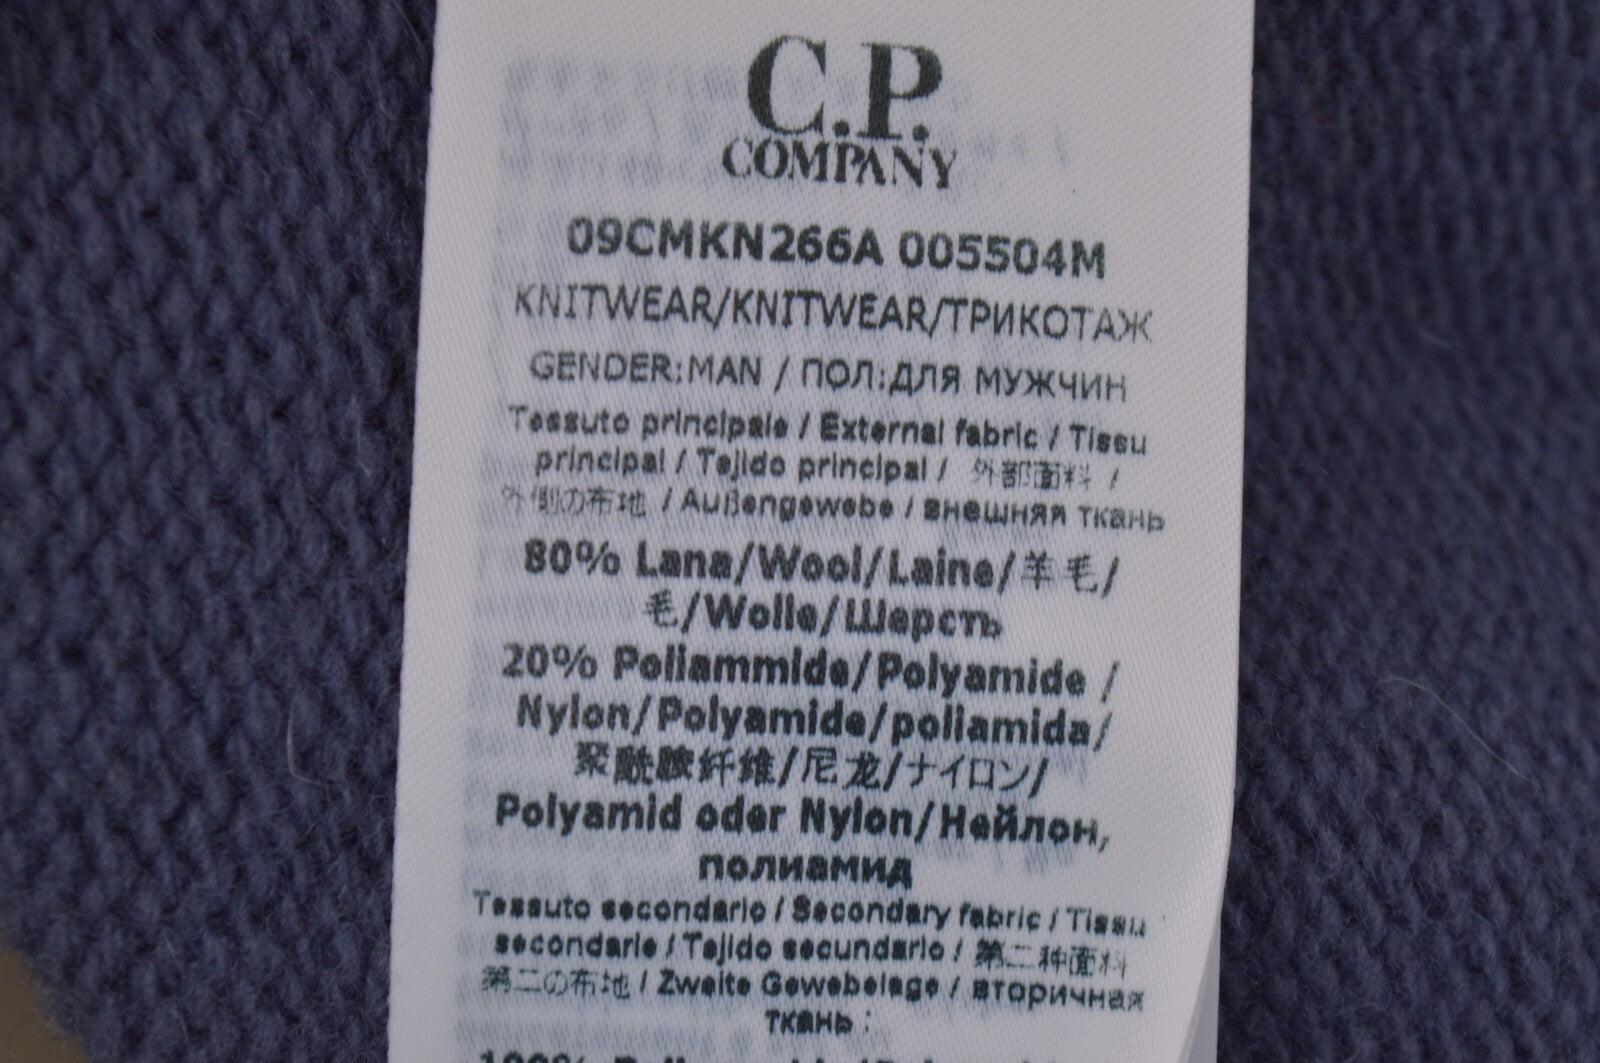 C.P.
COMPANY
09CMKN266A 005504M
KNITWEAR/KNITWEAR/ТРИКОТАЖ
GENDER:MAN / ПОЛ:ДЛЯ МУЖЧИН
Tessuto principale / External fabric / Tissu
principal / Tejido principal / 外部面料 /
外側の布地 / Außengewebe / внешняя ткань
80% Lana/Wool/Laine/羊毛/
毛/Wolle/Шерсть
20% Poliammide/Polyamide /
Nylon/Polyamide/poliamida/
聚酰胺纤维/尼龙/ナイロン/
Polyamid oder Nylon/Нейлон,
полиамид
Tessuto secondario / Secondary fabric / Tissu
secondarie / Tejido secundario / 第二种面料
第二の布地 / Zweite Gewebelage / вторичная
ткань :
100%